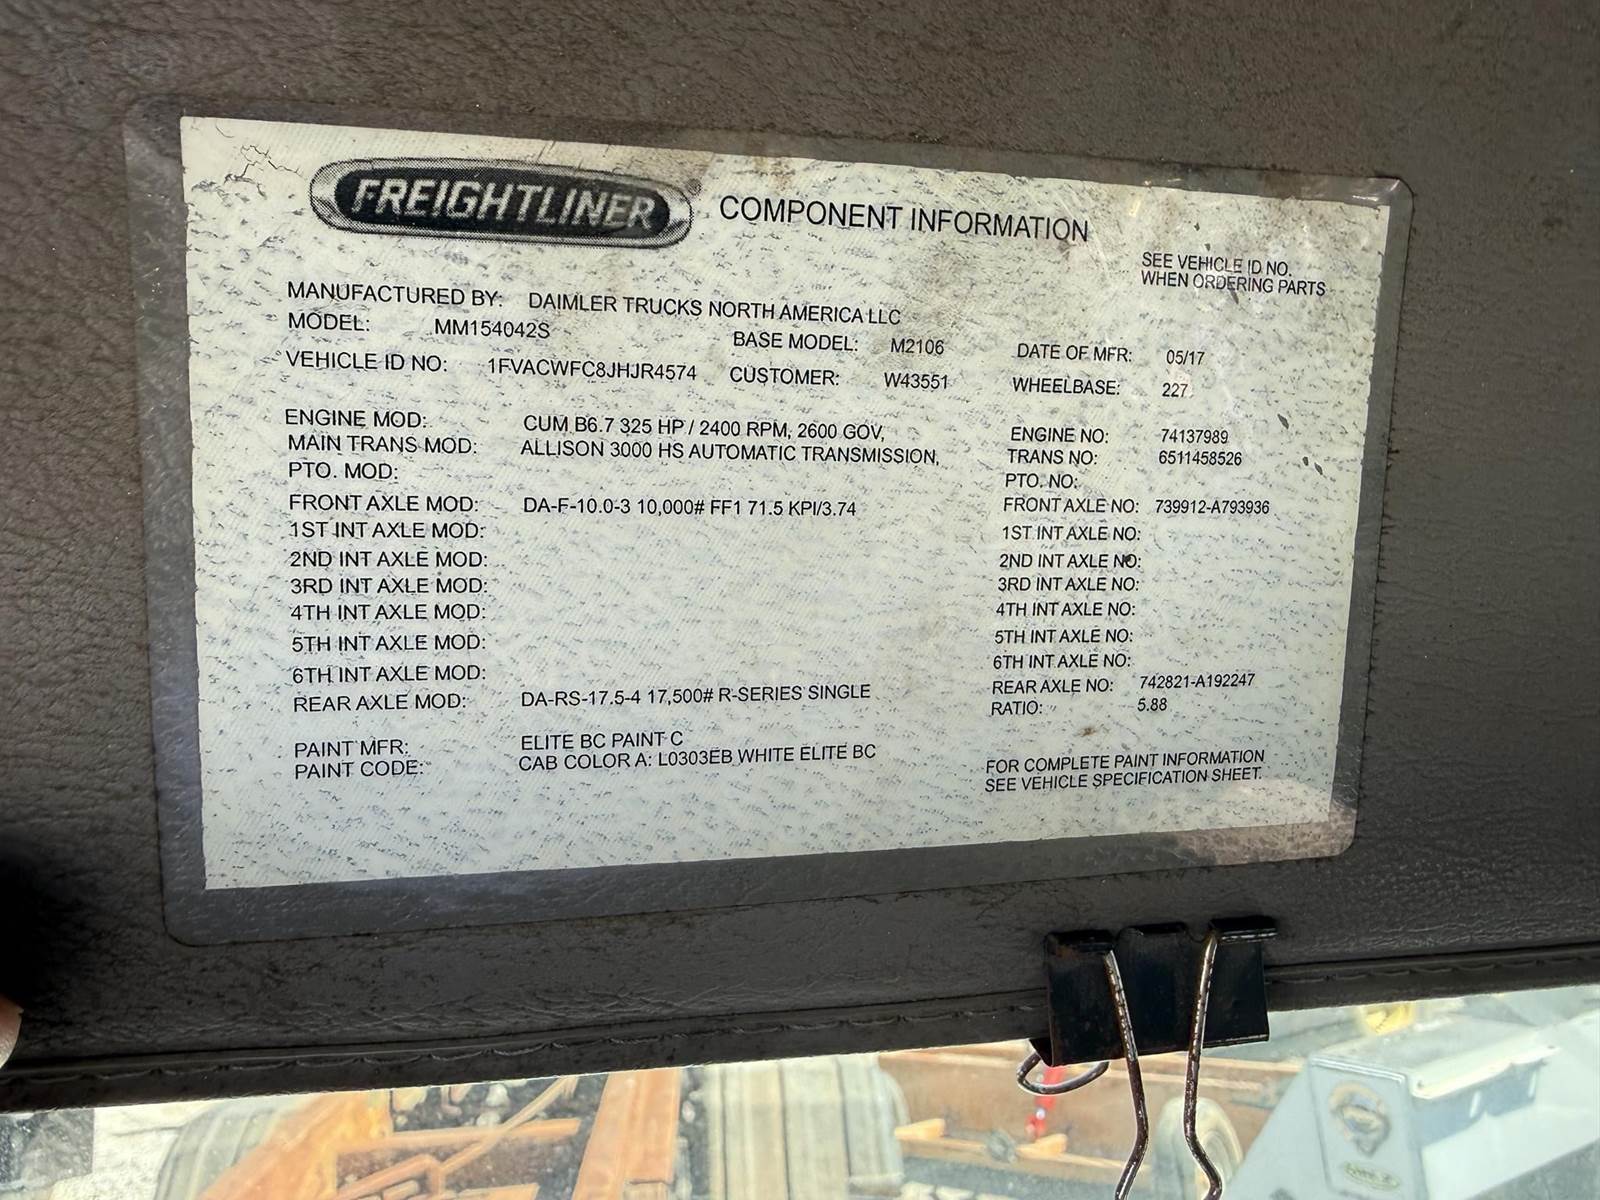 FREIGHTLINER
COMPONENT INFORMATION
SEE VEHICLE ID NO.
WHEN ORDERING PARTS
MANUFACTURED BY: DAIMLER TRUCKS NORTH AMERICA LLC
MODEL: MM154042S BASE MODEL: M2106 DATE OF MFR: 05/17
VEHICLE ID NO: 1FVACWFC8JHJR4574 CUSTOMER: W43551 WHEELBASE: 227
ENGINE MOD: CUM B6.7 325 HP / 2400 RPM, 2600 GOV, ENGINE NO: 74137989
MAIN TRANS MOD: ALLISON 3000 HS AUTOMATIC TRANSMISSION, TRANS NO: 6511458526
PTO. MOD: PTO. NO:
FRONT AXLE MOD: DA-F-10.0-3 10,000# FF1 71.5 KPI/3.74 FRONT AXLE NO: 739912-A793936
1ST INT AXLE MOD: 1ST INT AXLE NO:
2ND INT AXLE MOD: 2ND INT AXLE NO:
3RD INT AXLE MOD: 3RD INT AXLE NO:
4TH INT AXLE MOD: 4TH INT AXLE NO:
5TH INT AXLE MOD: 5TH INT AXLE NO:
6TH INT AXLE MOD: 6TH INT AXLE NO:
REAR AXLE MOD: DA-RS-17.5-4 17,500# R-SERIES SINGLE REAR AXLE NO: 742821-A192247
RATIO: 5.88
PAINT MFR: ELITE BC PAINT C
PAINT CODE: CAB COLOR A: L0303EB WHITE ELITE BC
FOR COMPLETE PAINT INFORMATION
SEE VEHICLE SPECIFICATION SHEET.